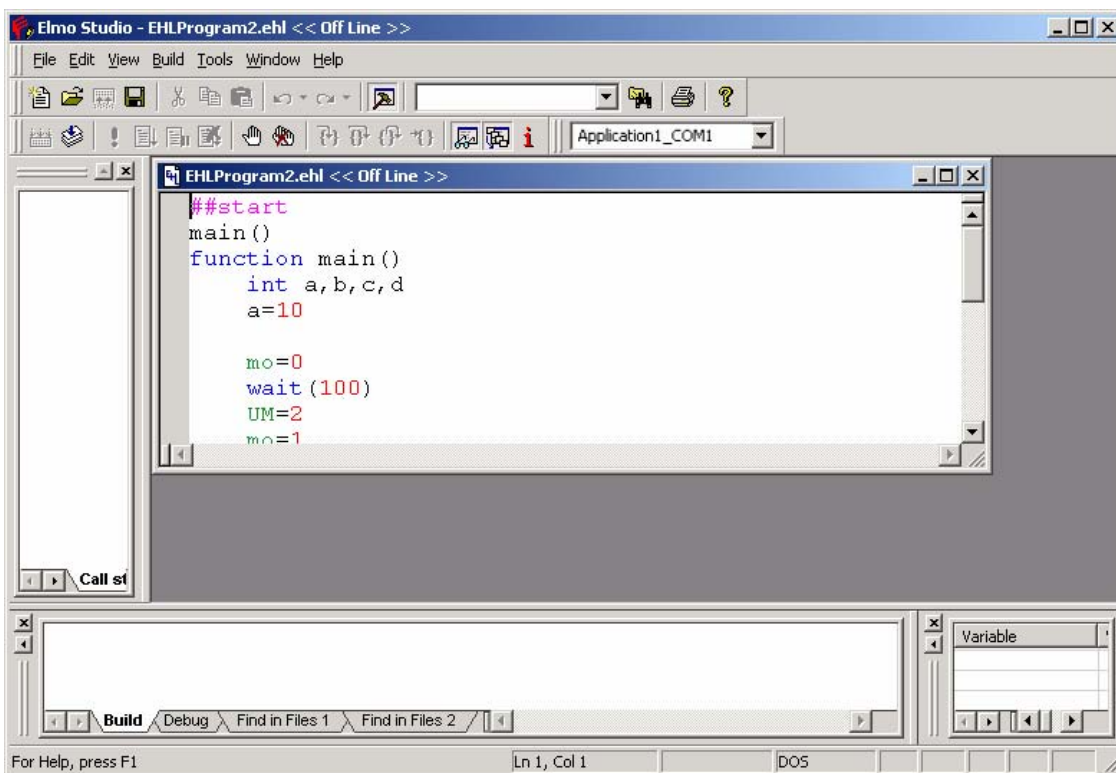 Elmo Studio - EHLProgram2.ehl << Off Line >>
File Edit View Build Tools Window Help
Application1_COM1
EHLProgram2.ehl << Off Line >>
##start
main()
function main()
int a,b,c,d
a=10
mo=0
wait(100)
UM=2
mo=1
Call
Variable
Build Debug Find in Files 1 Find in Files 2
For Help, press F1 Ln 1, Col 1 DOS